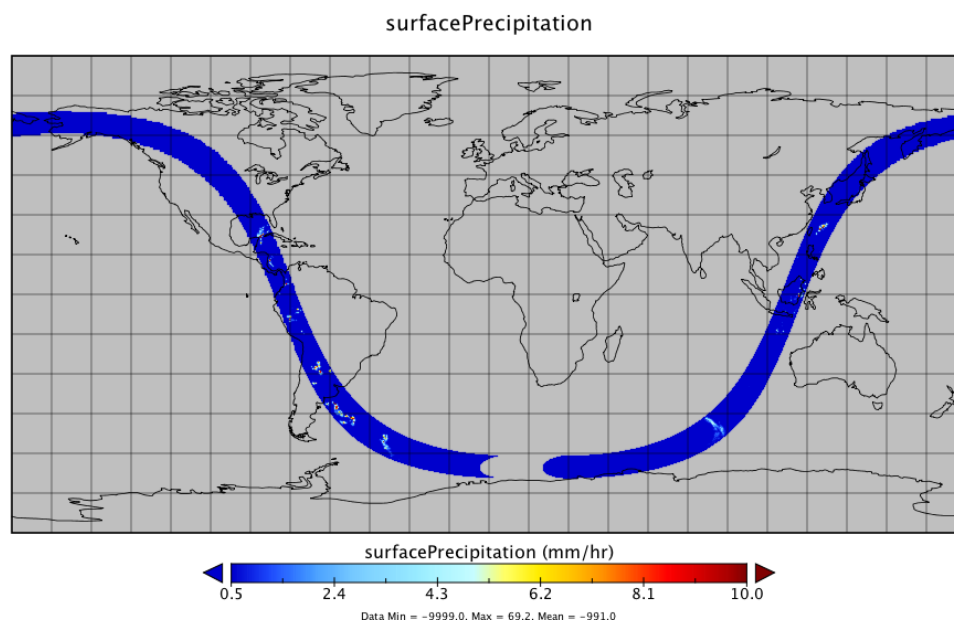 surfacePrecipitation
surfacePrecipitation (mm/hr)
0.5 2.4 4.3 6.2 8.1 10.0
Data Min = -9999.0, Max = 69.2, Mean = -991.0